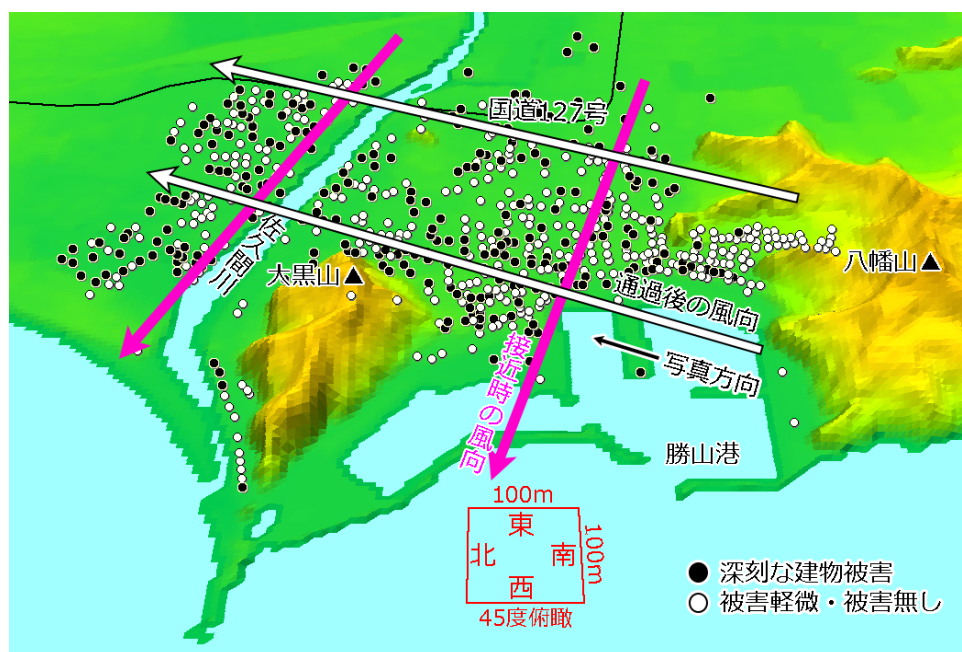 国道127号
佐久間川
大黒山▲
八幡山▲
通過後の風向
接近時の風向
写真方向
勝山港
100m
東
北 南
西
100m
45度俯瞰
● 深刻な建物被害
○ 被害軽微・被害無し